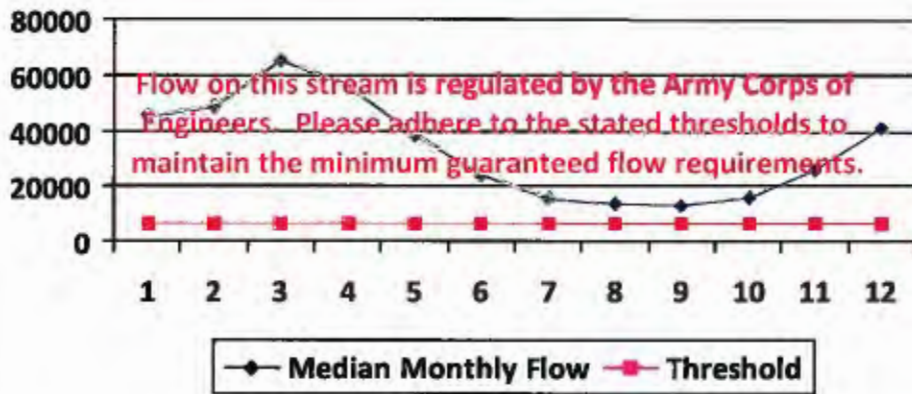 80000
60000
40000
20000
0
Flow on this stream is regulated by the Army Corps of
Engineers. Please adhere to the stated thresholds to
maintain the minimum guaranteed flow requirements.
1 2 3 4 5 6 7 8 9 10 11 12
Median Monthly Flow Threshold